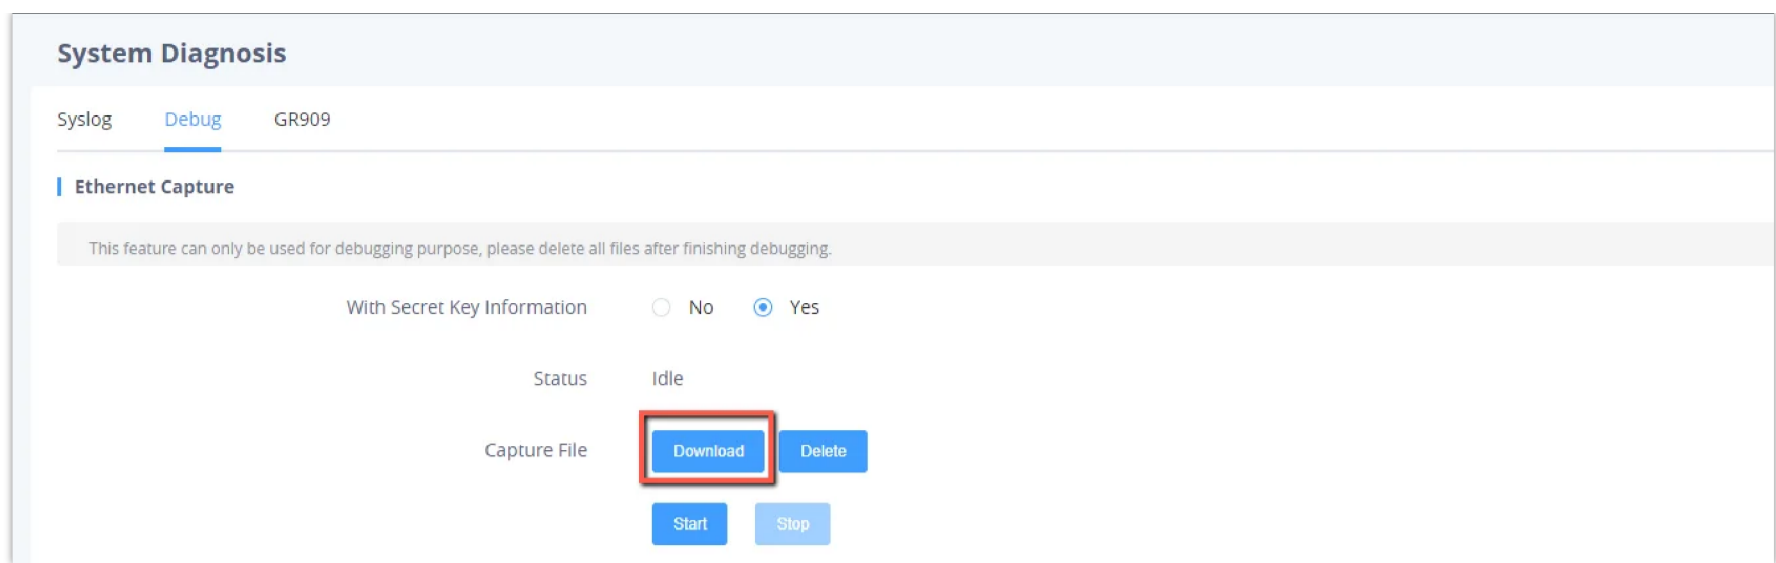 System Diagnosis
Syslog Debug GR909
Ethernet Capture
This feature can only be used for debugging purpose, please delete all files after finishing debugging.
With Secret Key Information No Yes
Status Idle
Capture File Download Delete
Start Stop